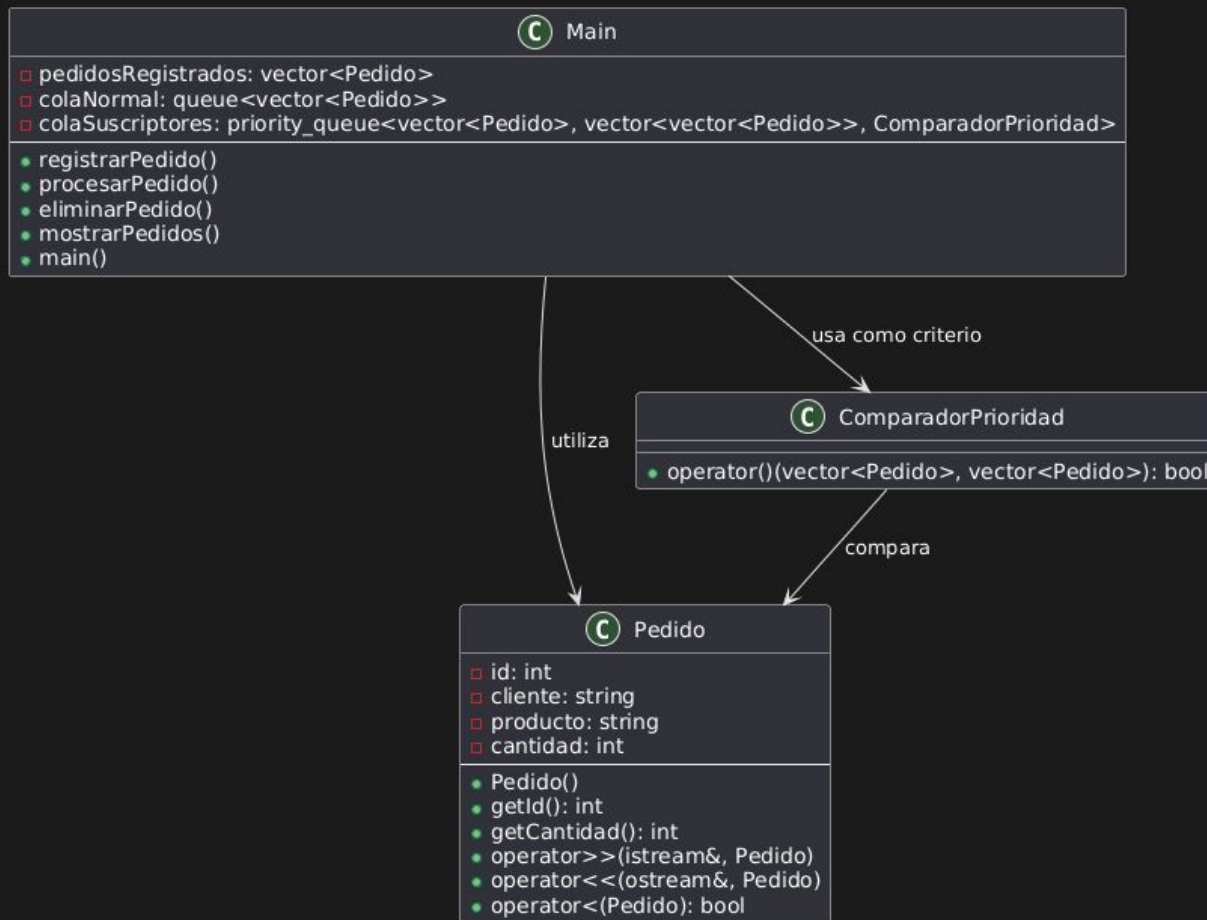 C Main
pedidosRegistrados: vector<Pedido>
colaNormal: queue<vector<Pedido>>
colaSuscriptores: priority_queue<vector<Pedido>, vector<vector<Pedido>>, ComparadorPrioridad>
registrarPedido()
procesarPedido()
eliminarPedido()
mostrarPedidos()
main()
usa como criterio
C ComparadorPrioridad
utiliza
operator()(vector<Pedido>, vector<Pedido>): bool
compara
C Pedido
id: int
cliente: string
producto: string
cantidad: int
Pedido()
getId(): int
getCantidad(): int
operator>>(istream&, Pedido)
operator<<(ostream&, Pedido)
operator<(Pedido): bool